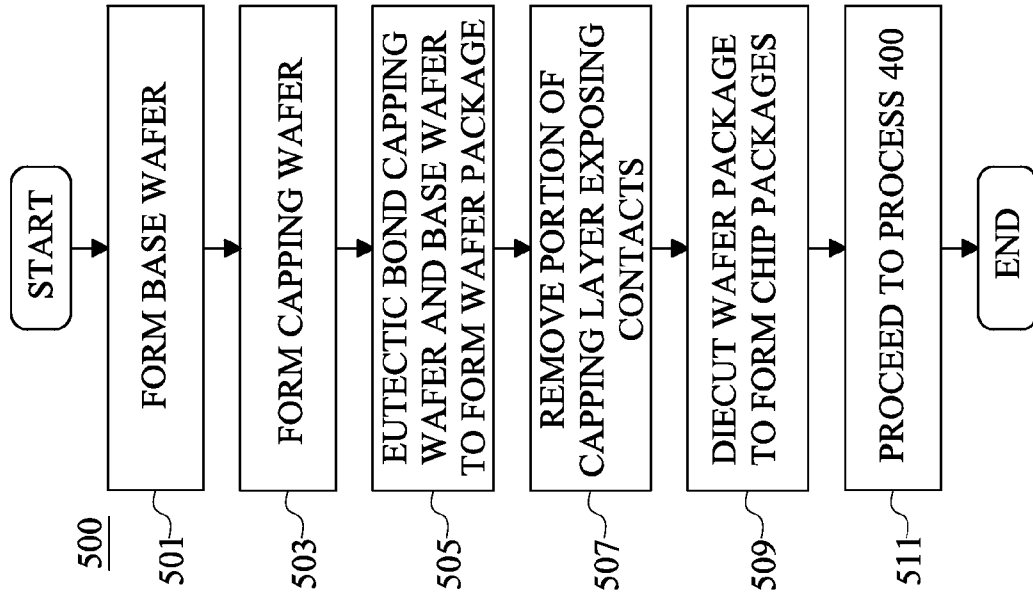 500
START
501
FORM BASE WAFER
503
FORM CAPPING WAFER
505
EUTECTIC BOND CAPPING
WAFER AND BASE WAFER
TO FORM WAFER PACKAGE
507
REMOVE PORTION OF
CAPPING LAYER EXPOSING
CONTACTS
509
DIECUT WAFER PACKAGE
TO FORM CHIP PACKAGES
511
PROCEED TO PROCESS 400
END